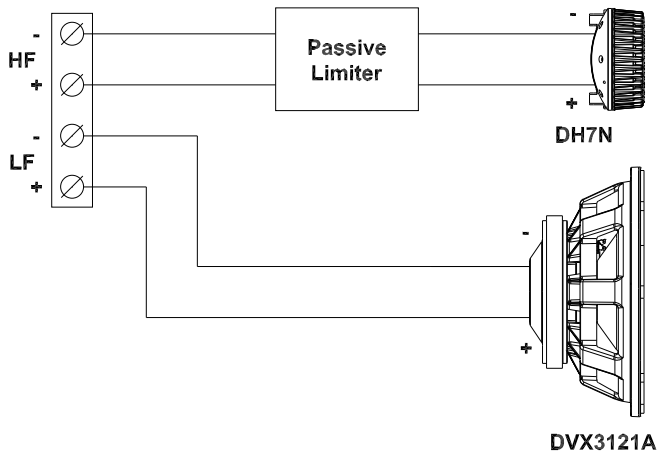 -
HF
+
-
LF
+
Passive
Limiter
-
+
DH7N
-
+
DVX3121A